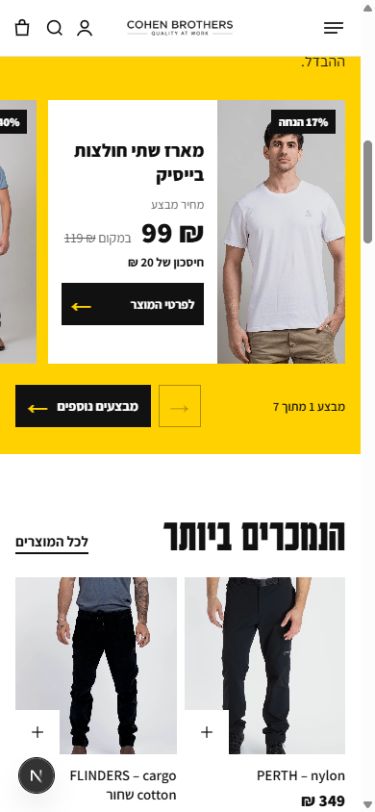 COHEN BROTHERS
QUALITY AT WORK
ההבדל.
17% הנחה
40%
מארז שתי חולצות
בייסיק
מחיר מבצע
₪ 99 במקום ₪ 119
חיסכון של 20 ₪
לפרטי המוצר ←
מבצע 1 מתוך 7
→
מבצעים נוספים ←
הנמכרים ביותר
לכל המוצרים
+
+
PERTH – nylon
₪ 349
FLINDERS – cargo
cotton שחור
N